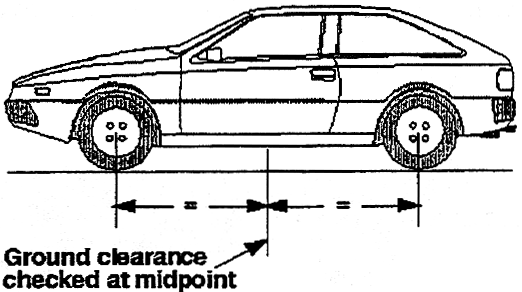 = =
Ground clearance
checked at midpoint